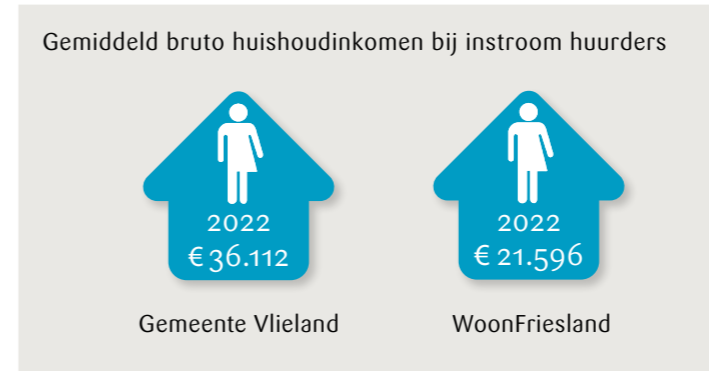 Gemiddeld bruto huishoudinkomen bij instroom huurders
2022
€ 36.112
Gemeente Vlieland
2022
€ 21.596
WoonFriesland